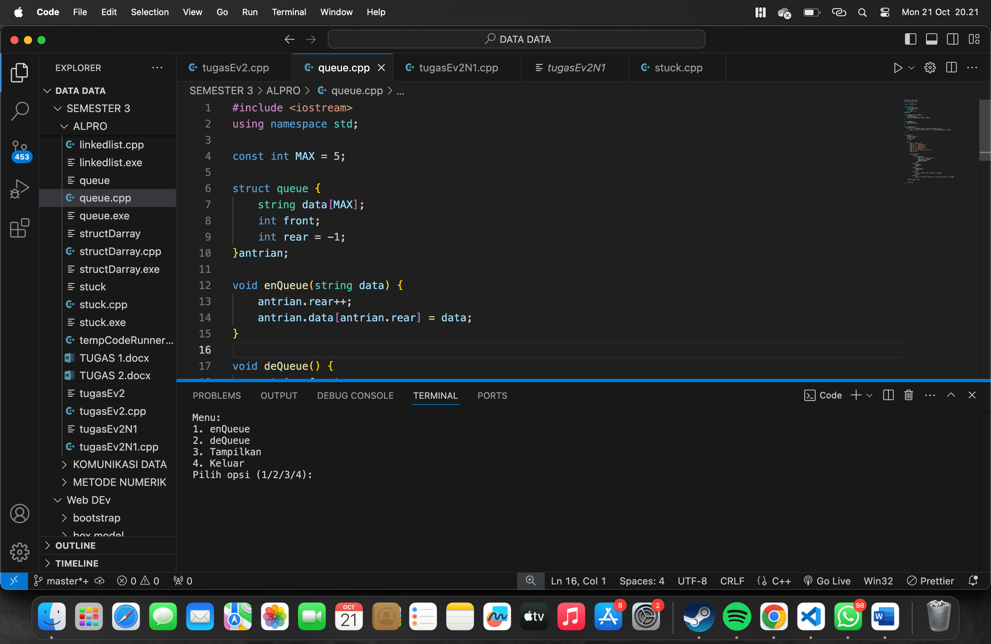 Code File Edit Selection View Go Run Terminal Window Help
Mon 21 Oct 20.21
DATA DATA
EXPLORER
DATA DATA
SEMESTER 3
ALPRO
linkedlist.cpp
linkedlist.exe
queue
queue.cpp
queue.exe
structDarray
structDarray.cpp
structDarray.exe
stuck
stuck.cpp
stuck.exe
tempCodeRunner...
TUGAS 1.docx
TUGAS 2.docx
tugasEv2
tugasEv2.cpp
tugasEv2N1
tugasEv2N1.cpp
KOMUNIKASI DATA
METODE NUMERIK
Web DEv
bootstrap
box model
OUTLINE
TIMELINE
453
tugasEv2.cpp queue.cpp tugasEv2N1.cpp tugasEv2N1 stuck.cpp
SEMESTER 3 > ALPRO > queue.cpp > ...
1 #include <iostream>
2 using namespace std;
3
4 const int MAX = 5;
5
6 struct queue {
7 string data[MAX];
8 int front;
9 int rear = -1;
10 }antrian;
11
12 void enQueue(string data) {
13 antrian.rear++;
14 antrian.data[antrian.rear] = data;
15 }
16
17 void deQueue() {
PROBLEMS OUTPUT DEBUG CONSOLE TERMINAL PORTS
Code
Menu:
1. enQueue
2. deQueue
3. Tampilkan
4. Keluar
Pilih opsi (1/2/3/4):
master*+ 0 0 0
Ln 16, Col 1 Spaces: 4 UTF-8 CRLF C++ Go Live Win32 Prettier
OCT
21
tv
8
2
98
W